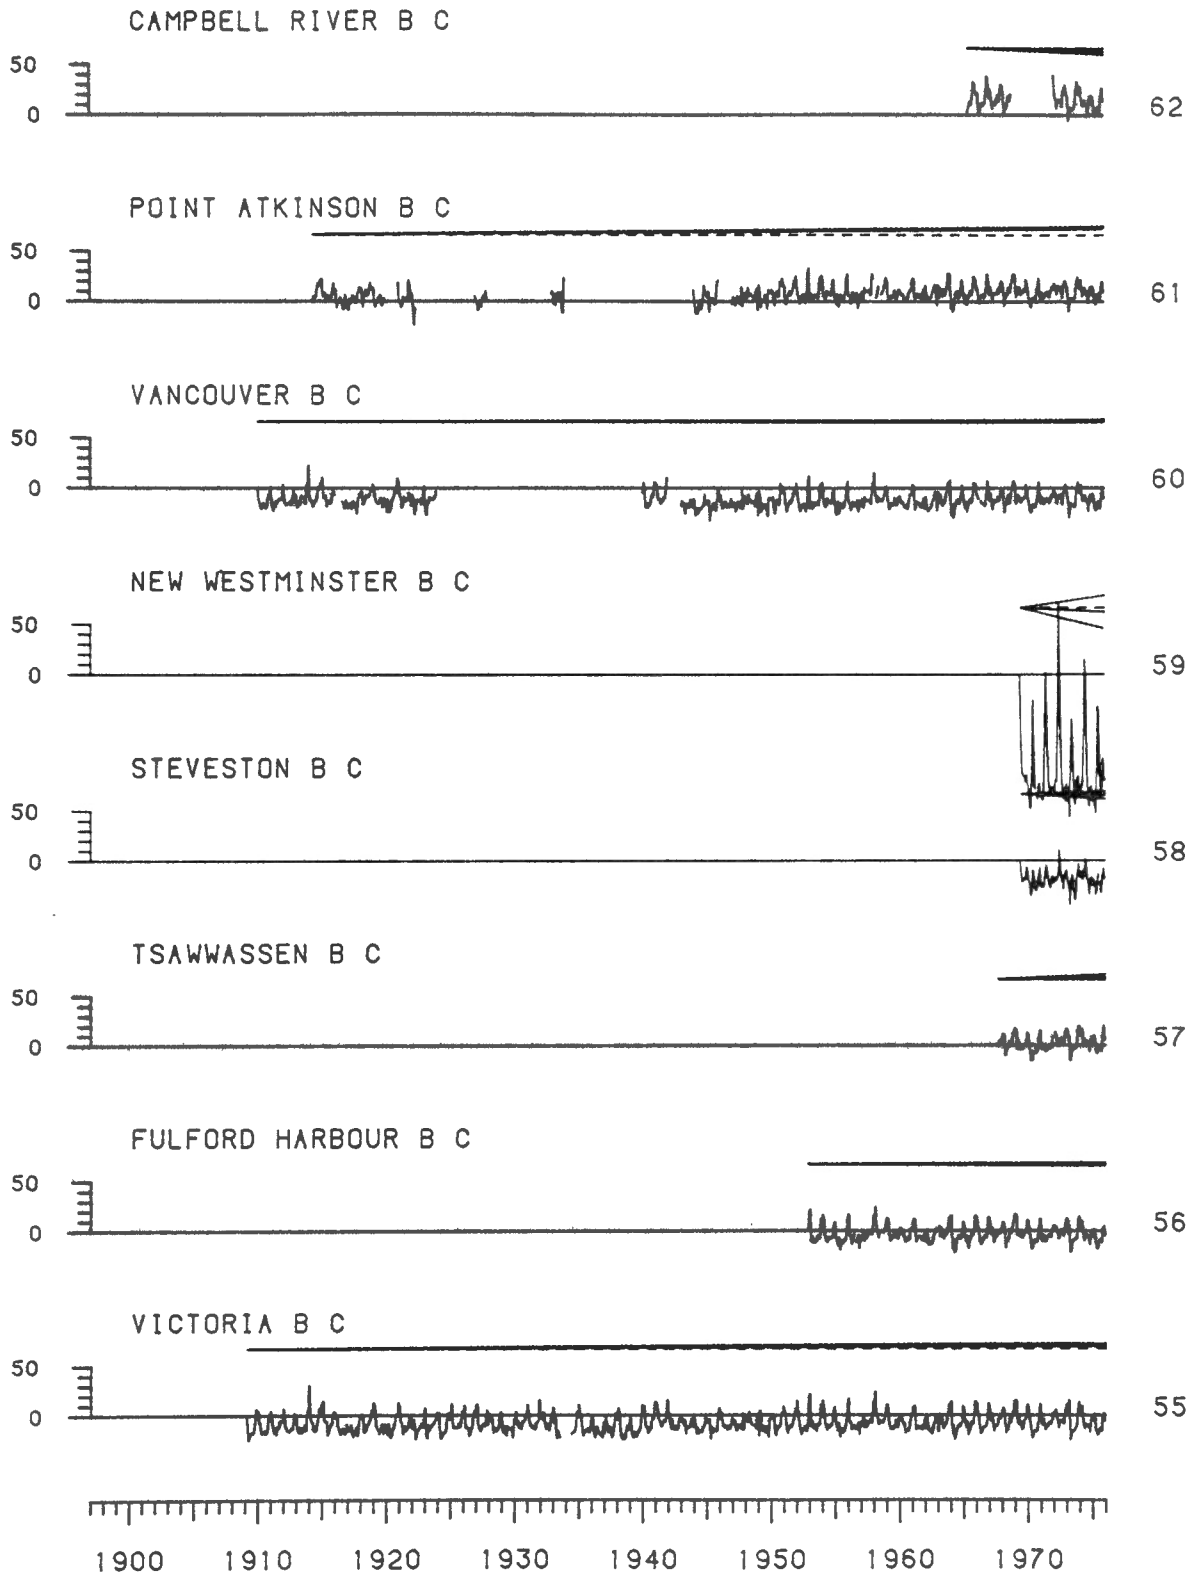 CAMPBELL RIVER B C
50
0
62
POINT ATKINSON B C
50
0
61
VANCOUVER B C
50
0
60
NEW WESTMINSTER B C
50
0
59
STEVESTON B C
50
0
58
TSAWWASSEN B C
50
0
57
FULFORD HARBOUR B C
50
0
56
VICTORIA B C
50
0
55
1900 1910 1920 1930 1940 1950 1960 1970